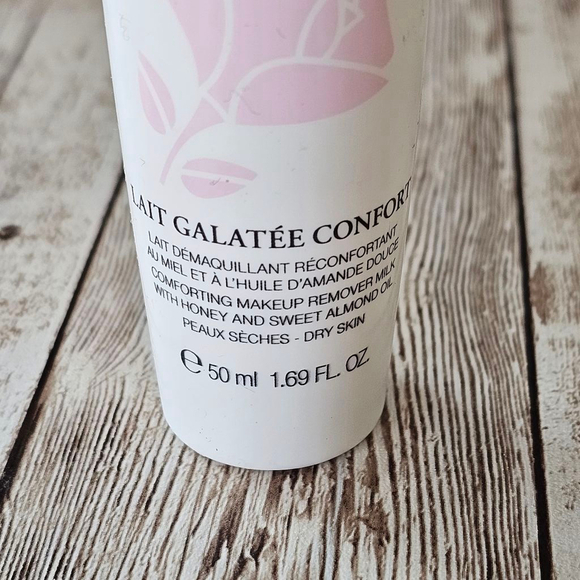 LAIT GALATÉE CONFORT
LAIT DÉMAQUILLANT RÉCONFORTANT
AU MIEL ET À L'HUILE D'AMANDE DOUCE
COMFORTING MAKEUP REMOVER MILK
WITH HONEY AND SWEET ALMOND OIL
PEAUX SÈCHES - DRY SKIN
℮ 50 ml 1.69 FL. OZ.